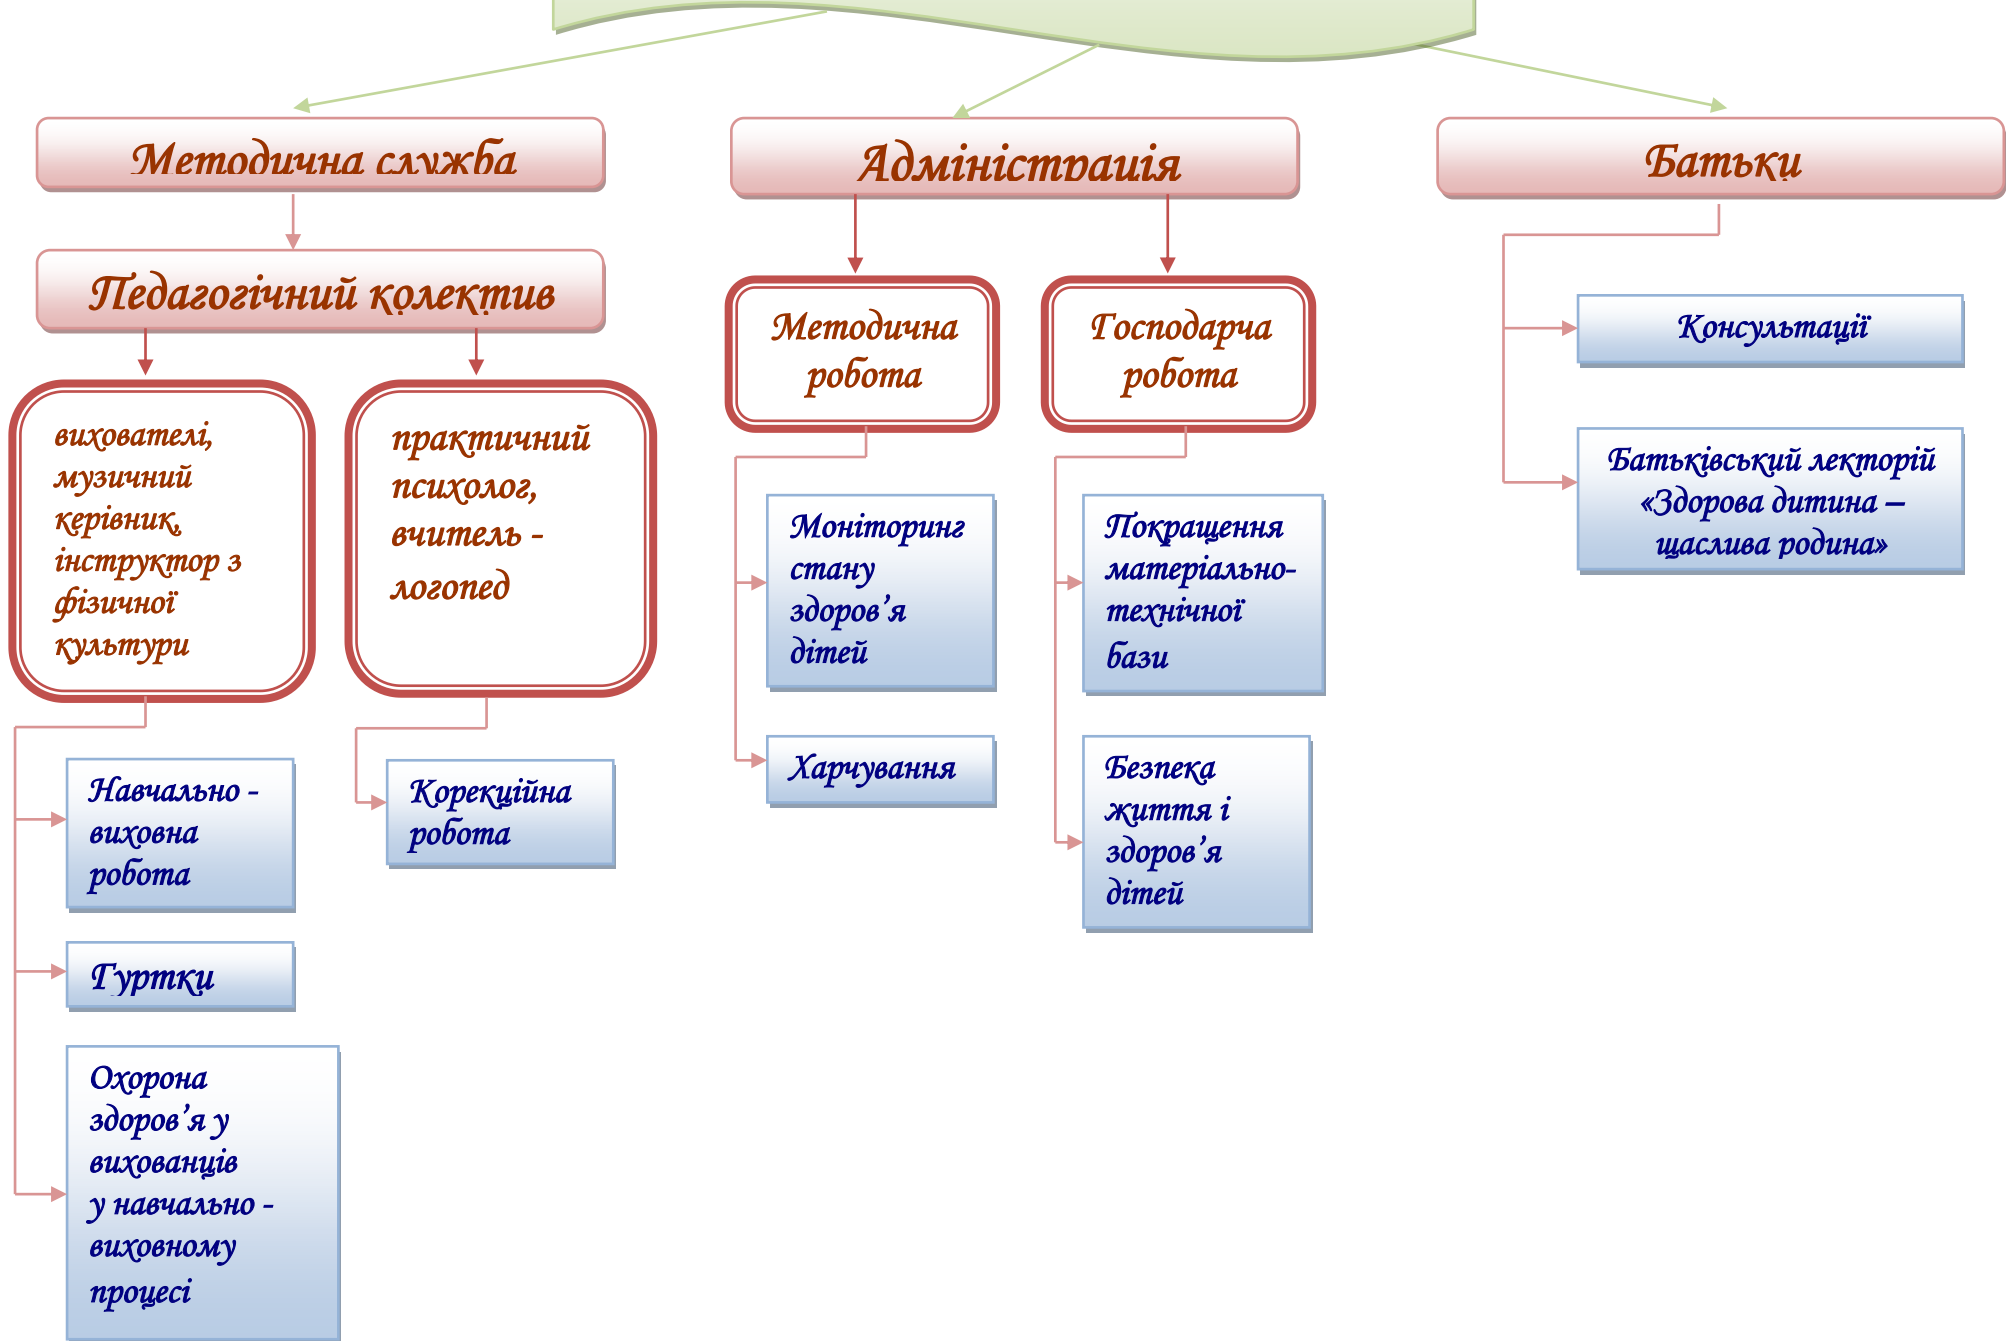 Методична служба
Педагогічний колектив
вихователі,
музичний
керівник,
інструктор з
фізичної
культури
практичний
психолог,
вчитель -
логопед
Навчально -
виховна
робота
Гуртки
Охорона
здоров’я у
вихованців
у навчально -
виховному
процесі
Корекційна
робота
Адміністрація
Методична
робота
Господарча
робота
Моніторинг
стану
здоров’я
дітей
Харчування
Покращення
матеріально-
технічної
бази
Безпека
життя і
здоров’я
дітей
Батьки
Консультації
Батьківський лекторій
«Здорова дитина –
щаслива родина»